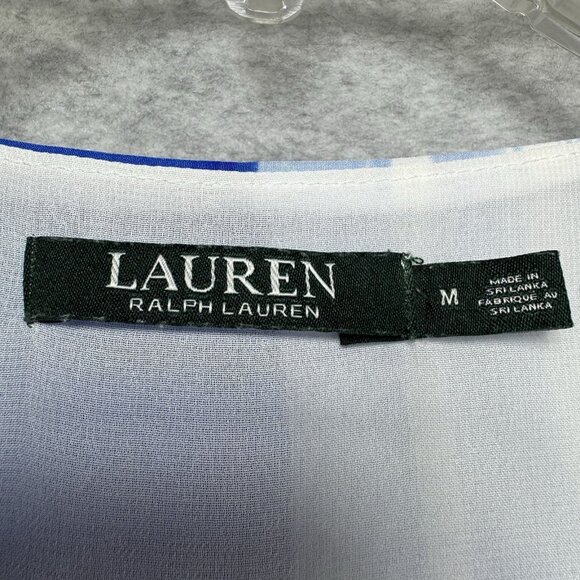 LAUREN
RALPH LAUREN
M
MADE IN
SRI LANKA
FABRIQUE AU
SRI LANKA